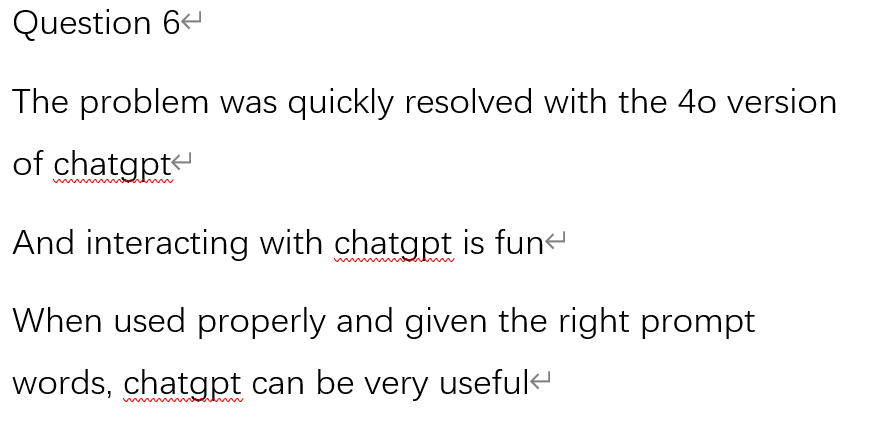 Question 6
The problem was quickly resolved with the 4o version
of chatgpt
And interacting with chatgpt is fun
When used properly and given the right prompt
words, chatgpt can be very useful